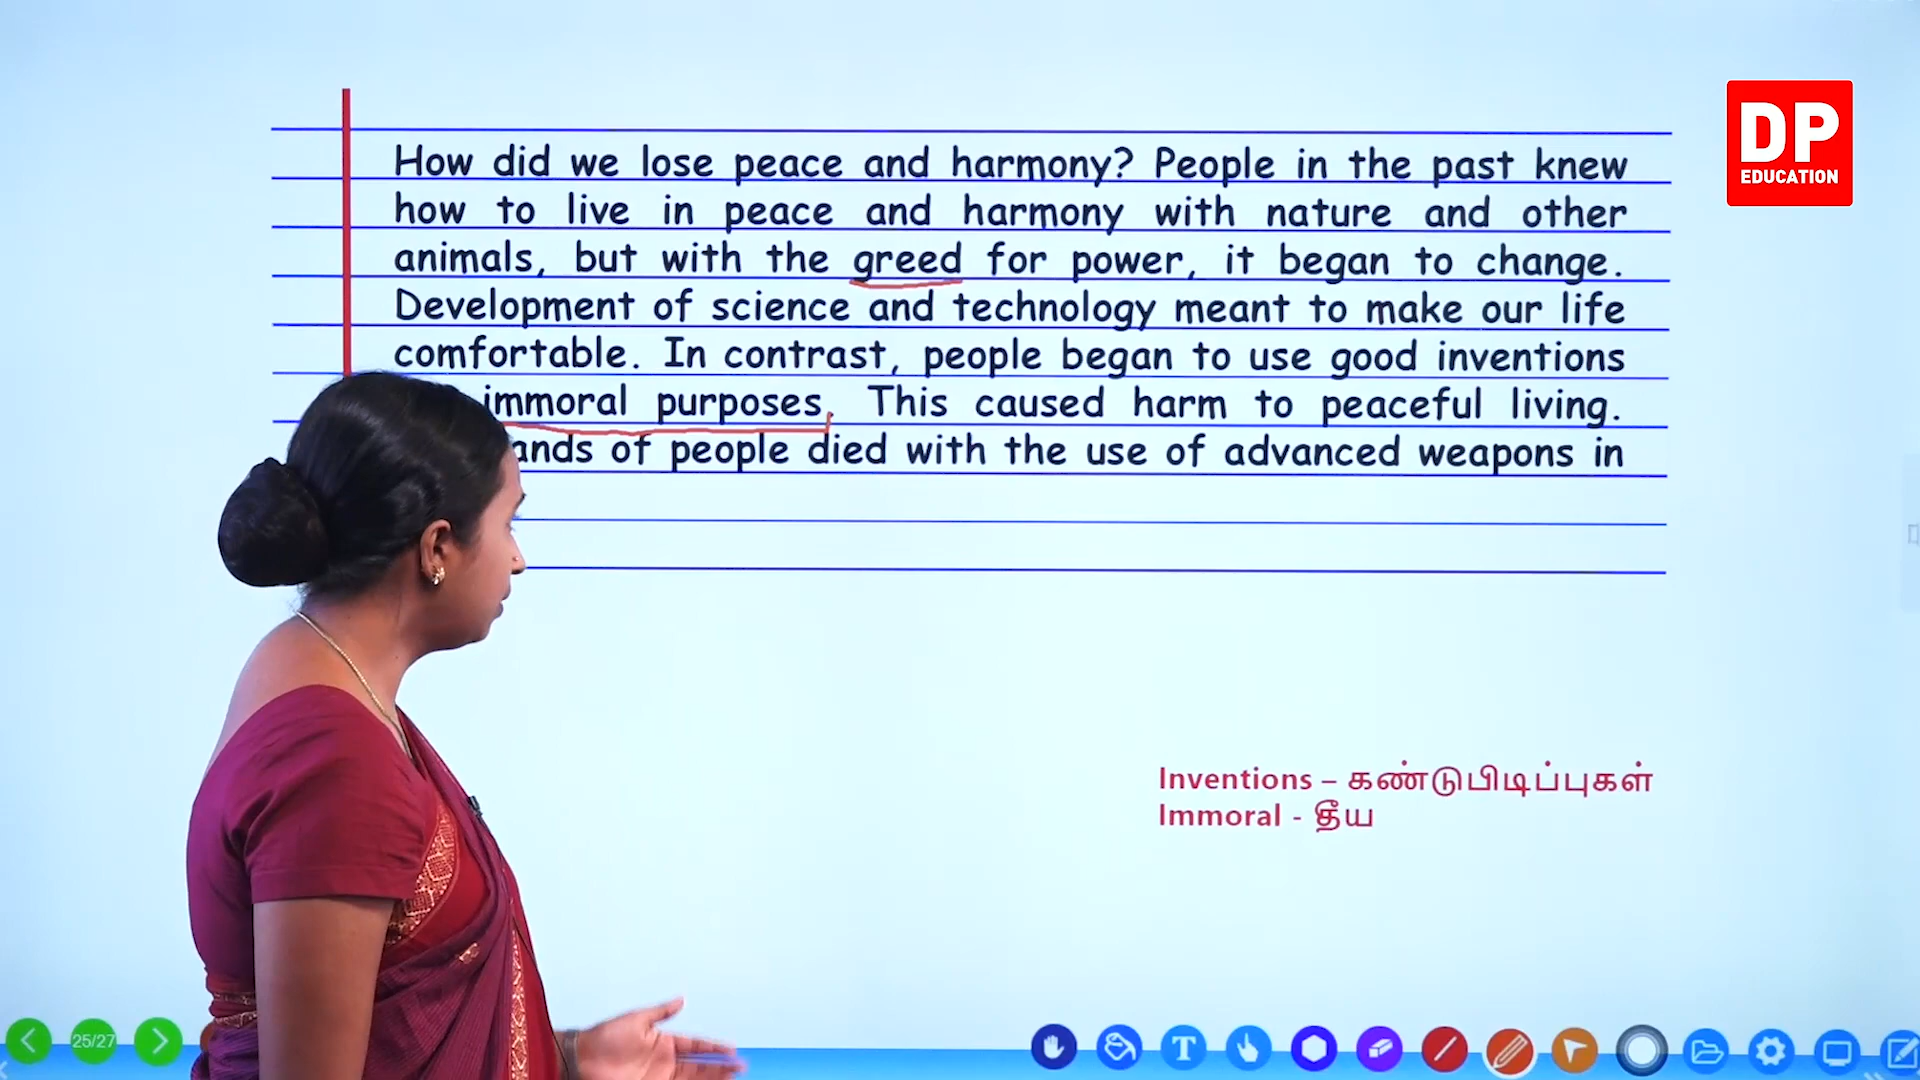 DP
EDUCATION
How did we lose peace and harmony? People in the past knew
how to live in peace and harmony with nature and other
animals, but with the greed for power, it began to change.
Development of science and technology meant to make our life
comfortable. In contrast, people began to use good inventions
immoral purposes. This caused harm to peaceful living.
ands of people died with the use of advanced weapons in
Inventions – கண்டுபிடிப்புகள்
Immoral - தீய
25/27
T